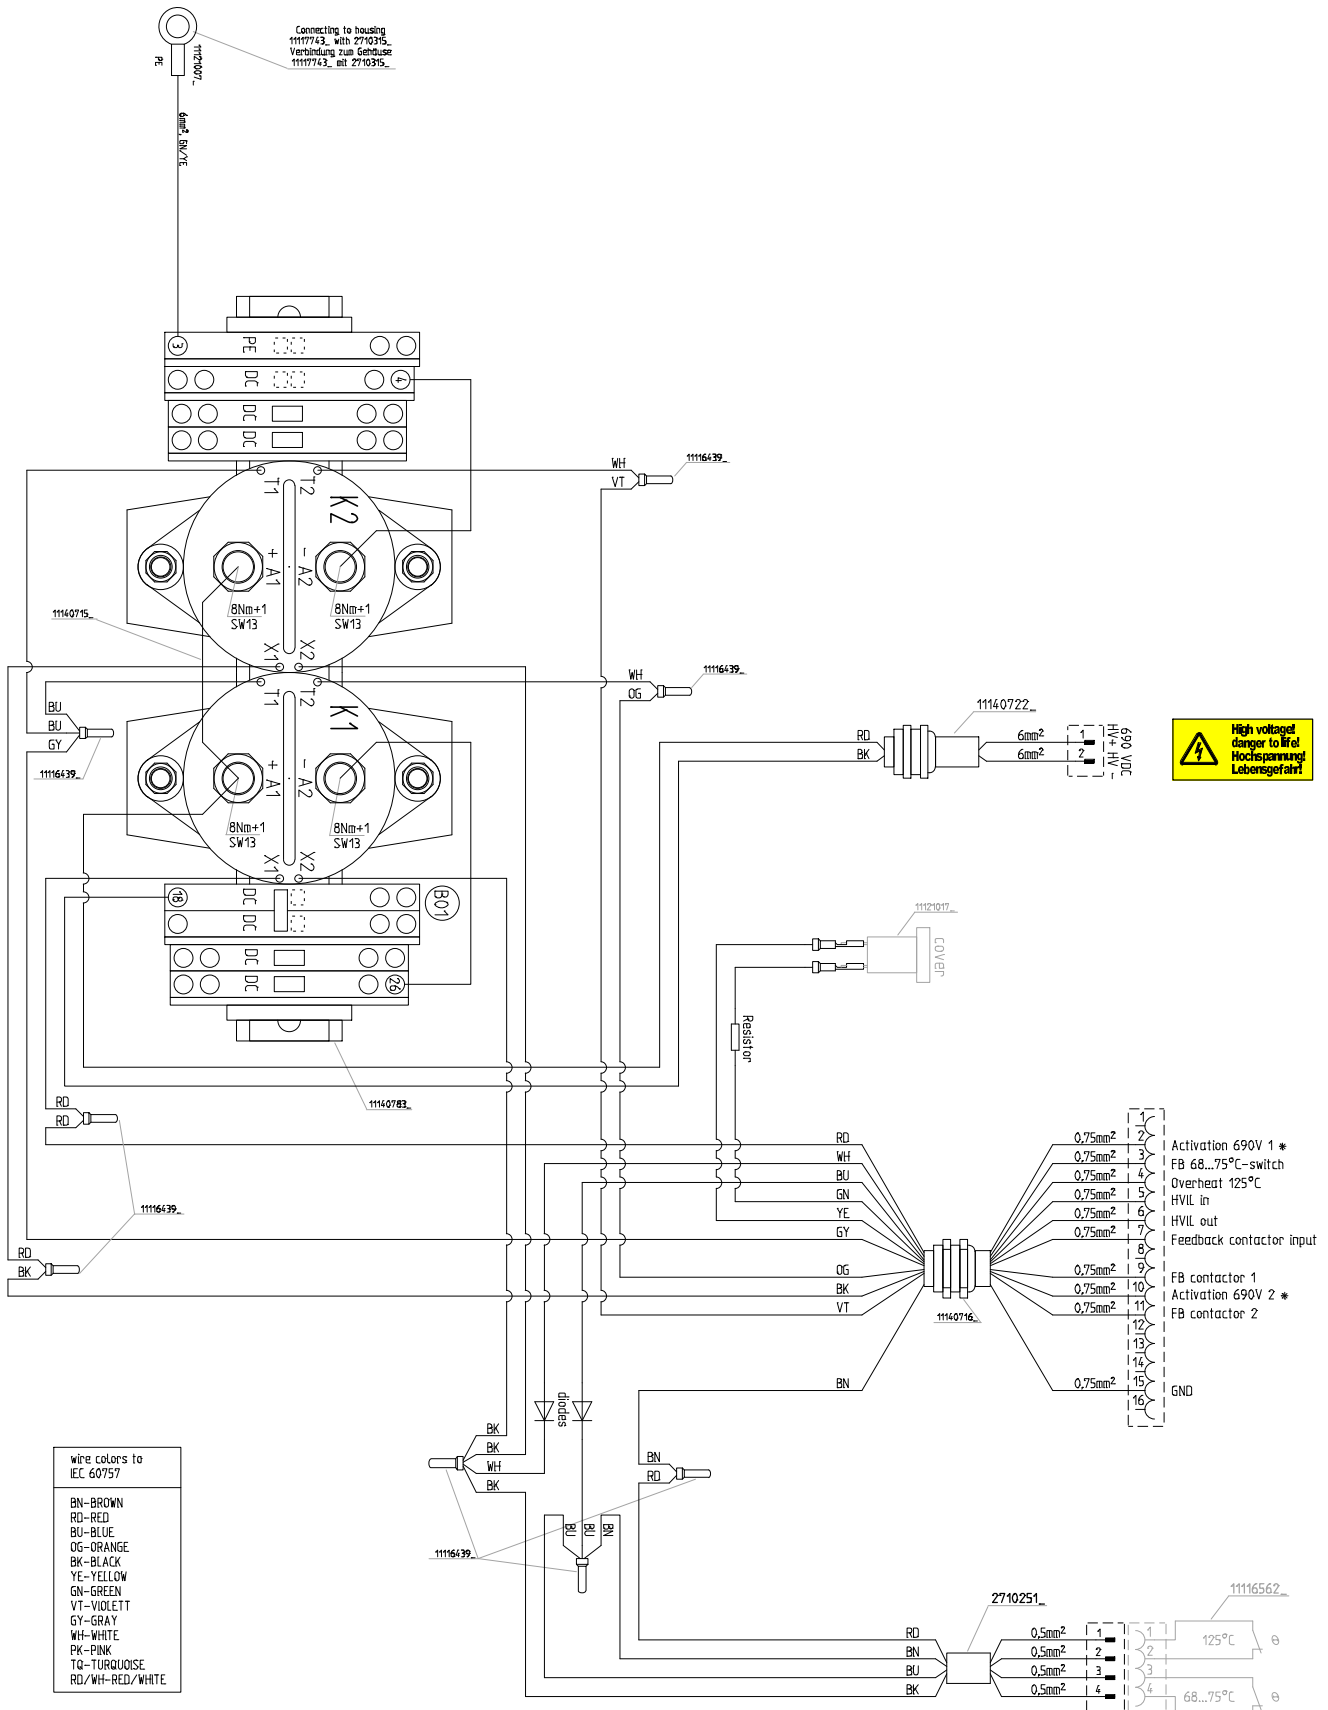 Connecting to housing
11117743_ with 2710315_
Verbindung zum Gehäuse
11117743_ mit 2710315_
11121007_
PE
6mm², GN/YE
3
PE
DC
4
DC
DC
WH
VT
11116439_
T1
T2
K2
+ A1
- A2
8Nm+1
SW13
8Nm+1
SW13
11140715_
X1
X2
WH
OG
11116439_
T1
T2
K1
BU
BU
GY
11116439_
+ A1
- A2
8Nm+1
SW13
8Nm+1
SW13
X1
X2
11140722_
RD
BK
6mm²
6mm²
1
2
HV+ HV-
690 VDC
High voltage!
danger to life!
Hochspannung!
Lebensgefahr!
18
DC
B01
DC
DC
DC
26
11121017_
cover
Resistor
11140783_
RD
RD
11116439_
RD
BK
RD
WH
BU
GN
YE
GY
OG
BK
VT
BN
11140716_
1
0,75mm² 2 Activation 690V 1 *
0,75mm² 3 FB 68...75°C-switch
0,75mm² 4 Overheat 125°C
0,75mm² 5 HVIL in
0,75mm² 6 HVIL out
0,75mm² 7 Feedback contactor input
8
0,75mm² 9 FB contactor 1
0,75mm² 10 Activation 690V 2 *
0,75mm² 11 FB contactor 2
12
13
14
0,75mm² 15 GND
16
diodes
BK
BK
WH
BK
BN
RD
BU
BU
BN
11116439_
wire colors to
IEC 60757
BN-BROWN
RD-RED
BU-BLUE
OG-ORANGE
BK-BLACK
YE-YELLOW
GN-GREEN
VT-VIOLETT
GY-GRAY
WH-WHITE
PK-PINK
TQ-TURQUOISE
RD/WH-RED/WHITE
2710251_
11116562_
RD 0,5mm² 1 1
125°C θ
BN 0,5mm² 2 2
BU 0,5mm² 3 3
BK 0,5mm² 4 4
68...75°C θ